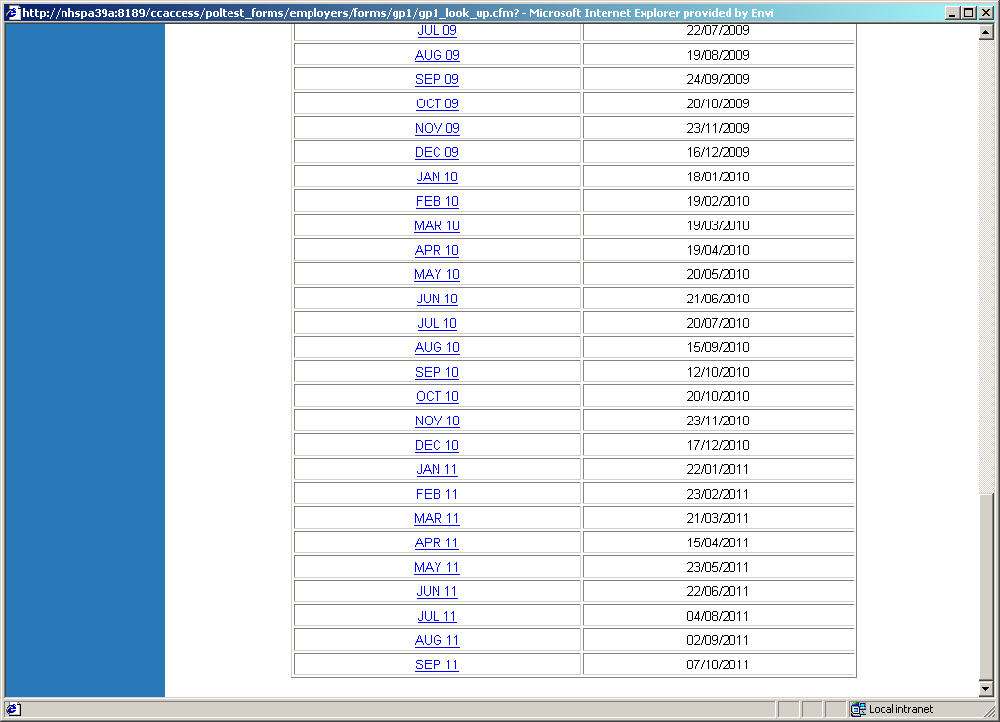 http://nhspa39a:8189/ccaccess/poltest_forms/employers/forms/gp1/gp1_look_up.cfm? - Microsoft Internet Explorer provided by Envi
JUL 09 22/07/2009
AUG 09 19/08/2009
SEP 09 24/09/2009
OCT 09 20/10/2009
NOV 09 23/11/2009
DEC 09 16/12/2009
JAN 10 18/01/2010
FEB 10 19/02/2010
MAR 10 19/03/2010
APR 10 19/04/2010
MAY 10 20/05/2010
JUN 10 21/06/2010
JUL 10 20/07/2010
AUG 10 15/09/2010
SEP 10 12/10/2010
OCT 10 20/10/2010
NOV 10 23/11/2010
DEC 10 17/12/2010
JAN 11 22/01/2011
FEB 11 23/02/2011
MAR 11 21/03/2011
APR 11 15/04/2011
MAY 11 23/05/2011
JUN 11 22/06/2011
JUL 11 04/08/2011
AUG 11 02/09/2011
SEP 11 07/10/2011
Local intranet